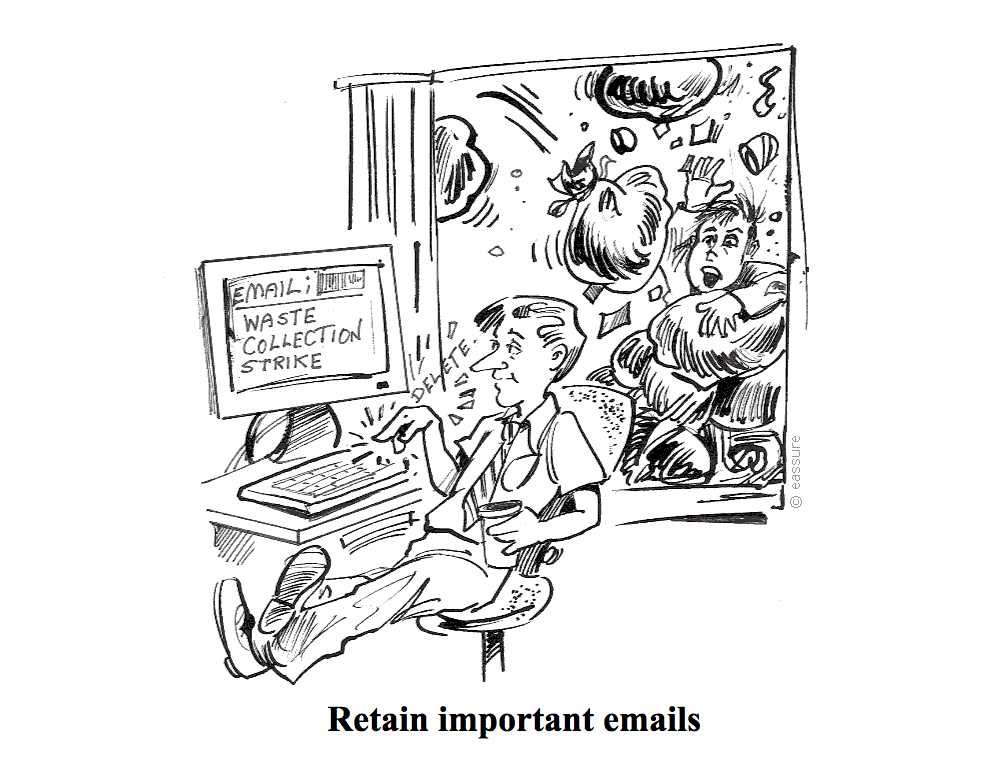 EMAIL;
WASTE
COLLECTION
STRIKE
DELETE.
© eassure
Retain important emails